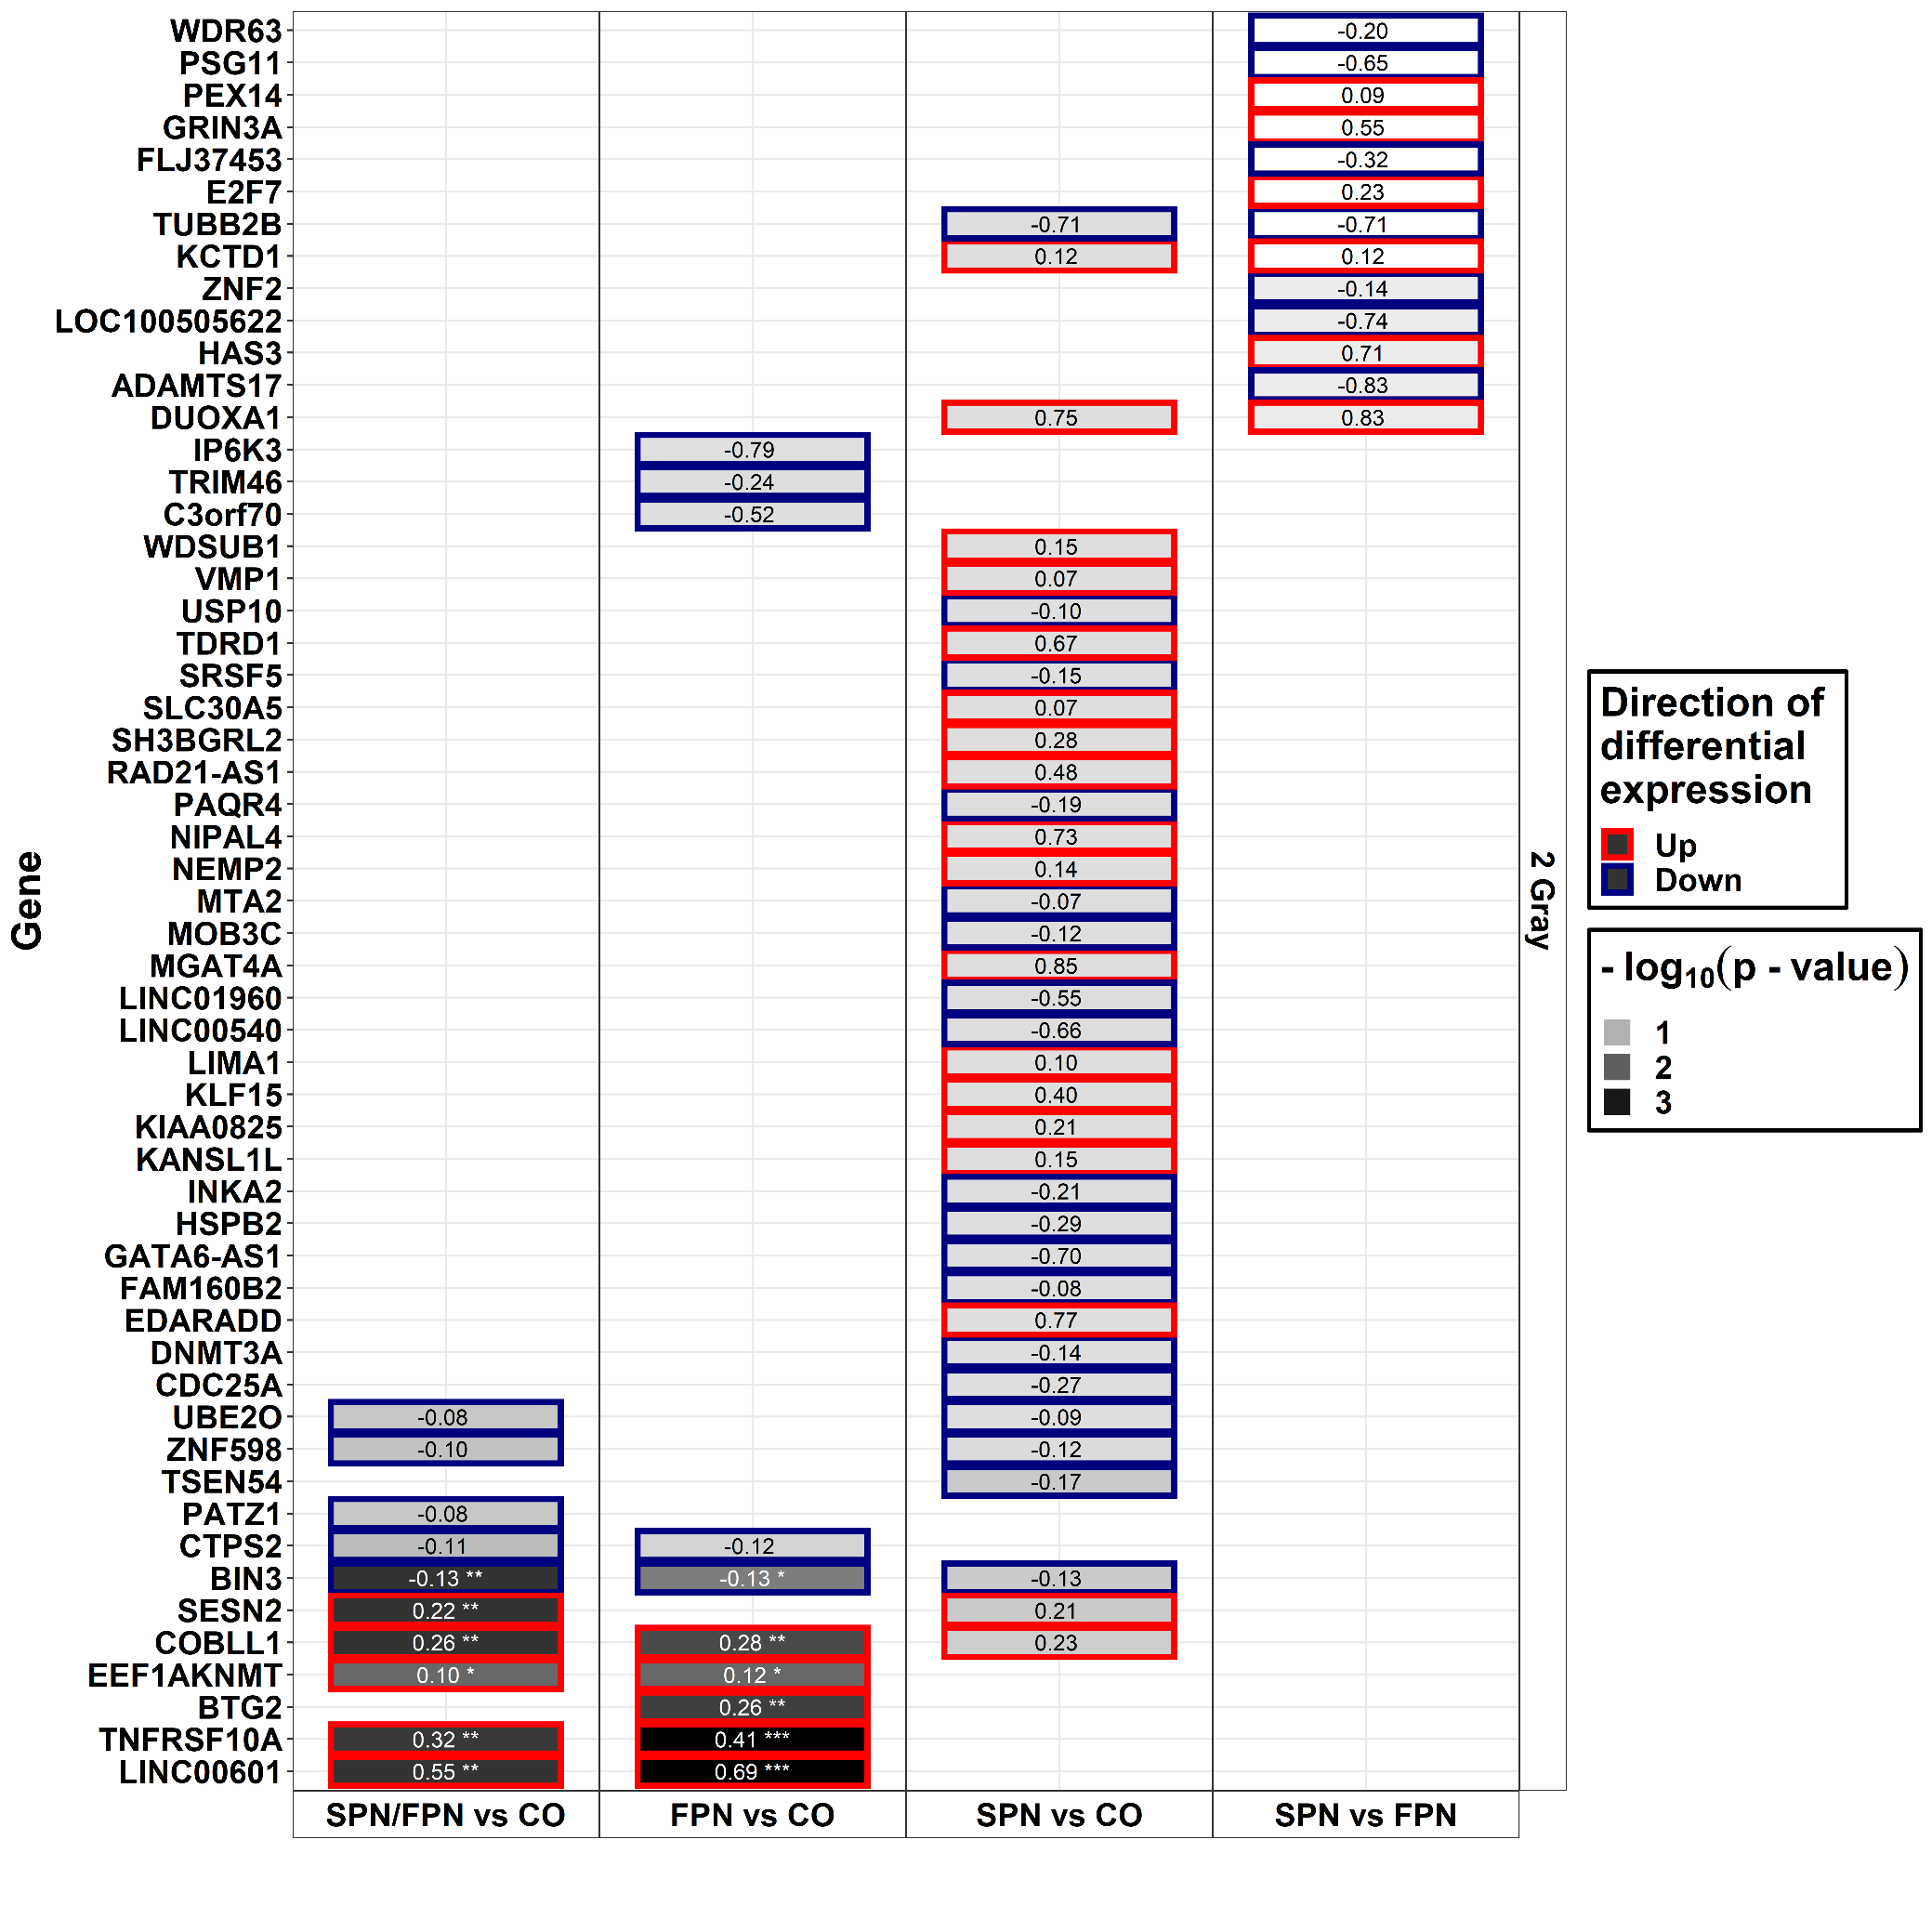 WDR63 -0.20
PSG11 -0.65
PEX14 0.09
GRIN3A 0.55
FLJ37453 -0.32
E2F7 0.23
TUBB2B -0.71 -0.71
KCTD1 0.12 0.12
ZNF2 -0.14
LOC100505622 -0.74
HAS3 0.71
ADAMTS17 -0.83
DUOXA1 0.75 0.83
IP6K3 -0.79
TRIM46 -0.24
C3orf70 -0.52
WDSUB1 0.15
VMP1 0.07
USP10 -0.10
TDRD1 0.67
SRSF5 -0.15
SLC30A5 0.07
SH3BGRL2 0.28
RAD21-AS1 0.48
PAQR4 -0.19
NIPAL4 0.73
NEMP2 0.14
MTA2 -0.07
MOB3C -0.12
MGAT4A 0.85
LINC01960 -0.55
LINC00540 -0.66
LIMA1 0.10
KLF15 0.40
KIAA0825 0.21
KANSL1L 0.15
INKA2 -0.21
HSPB2 -0.29
GATA6-AS1 -0.70
FAM160B2 -0.08
EDARADD 0.77
DNMT3A -0.14
CDC25A -0.27
UBE2O -0.08 -0.09
ZNF598 -0.10 -0.12
TSEN54 -0.17
PATZ1 -0.08
CTPS2 -0.11 -0.12
BIN3 -0.13 ** -0.13 * -0.13
SESN2 0.22 ** 0.21
COBLL1 0.26 ** 0.28 ** 0.23
EEF1AKNMT 0.10 * 0.12 *
BTG2 0.26 **
TNFRSF10A 0.32 ** 0.41 ***
LINC00601 0.55 ** 0.69 ***
SPN/FPN vs CO FPN vs CO SPN vs CO SPN vs FPN
Gene
2 Gray
Direction of
differential
expression
Up
Down
- log10(p - value)
1
2
3